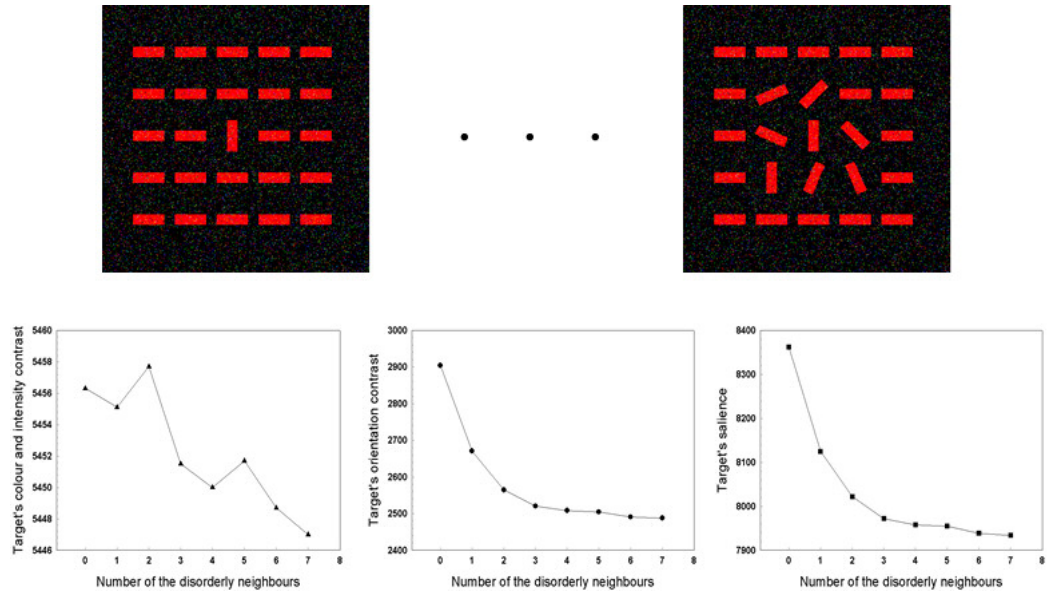 Target's colour and intensity contrast
5460
5458
5456
5454
5452
5450
5448
5446
0 1 2 3 4 5 6 7 8
Number of the disorderly neighbours
Target's orientation contrast
3000
2900
2800
2700
2600
2500
2400
0 1 2 3 4 5 6 7 8
Number of the disorderly neighbours
Target's salience
8400
8300
8200
8100
8000
7900
0 1 2 3 4 5 6 7 8
Number of the disorderly neighbours